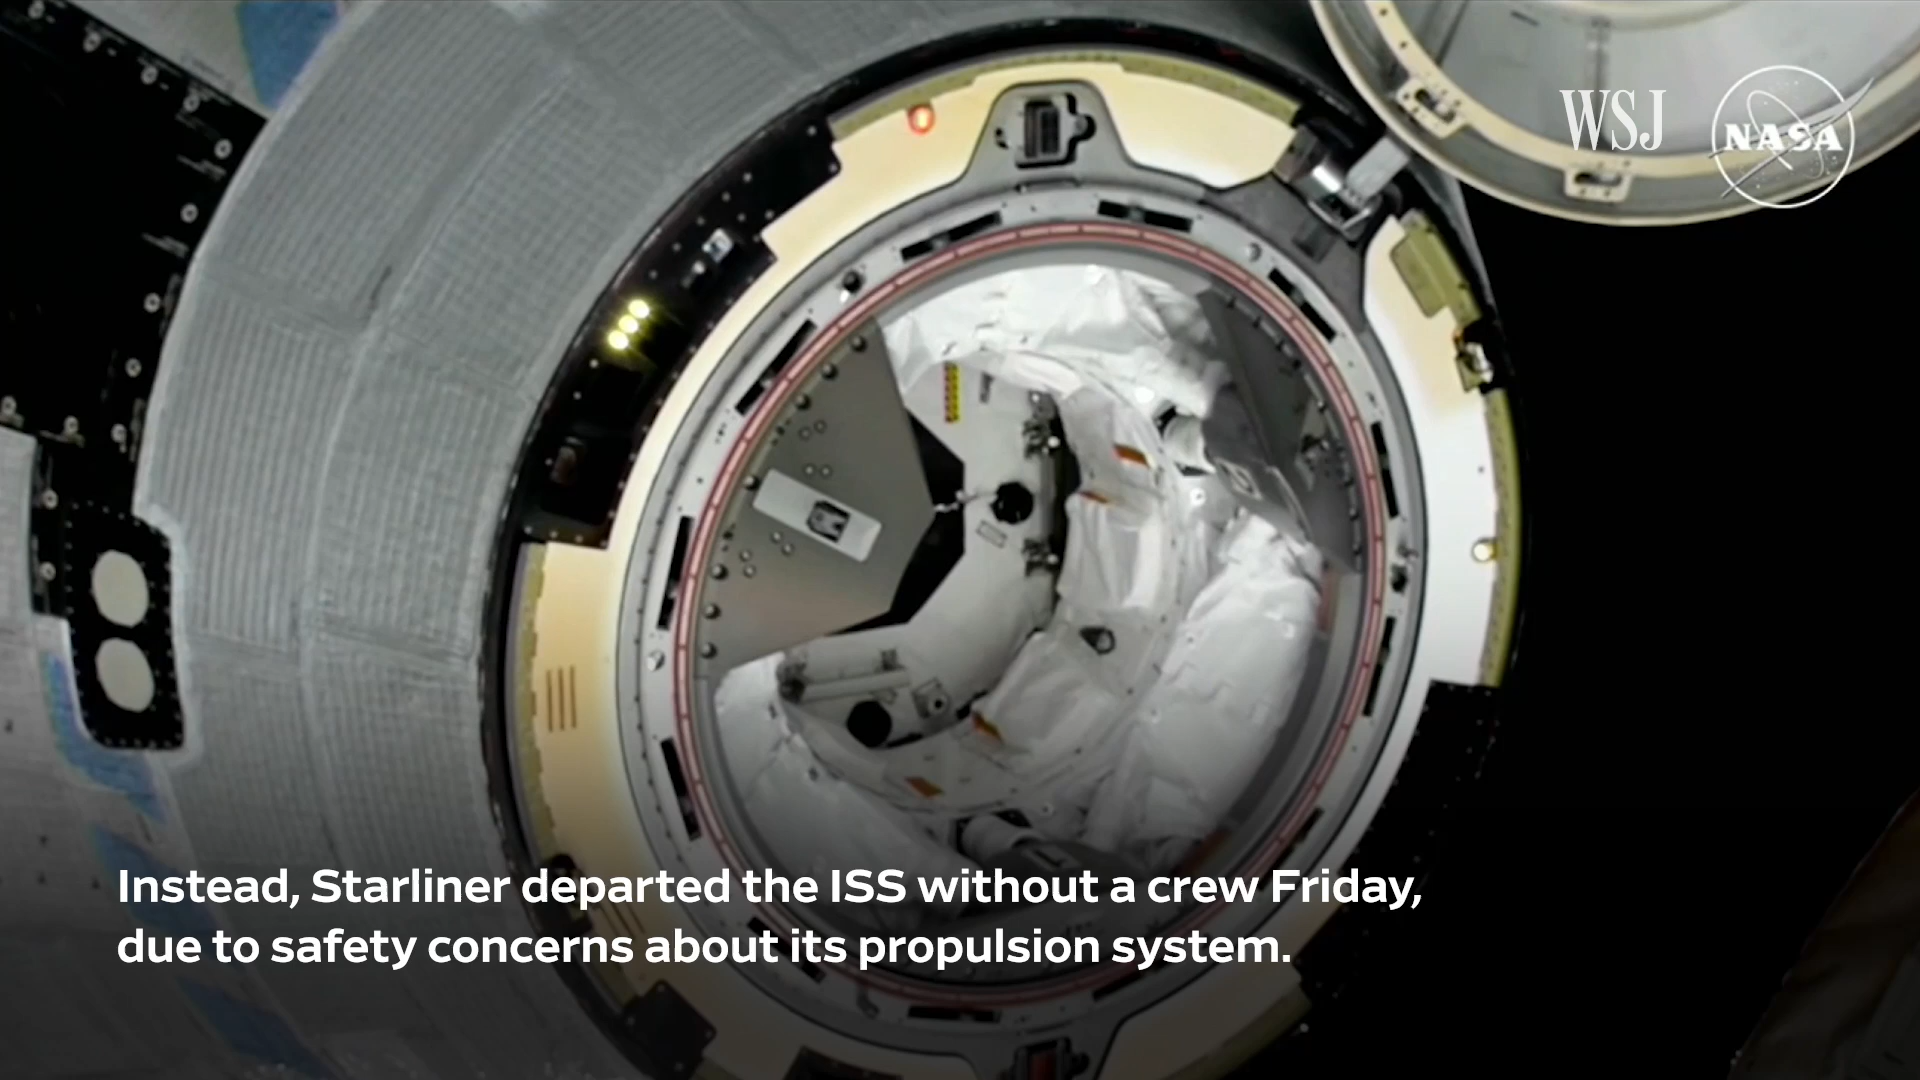 WSJ
NASA
Instead, Starliner departed the ISS without a crew Friday,
due to safety concerns about its propulsion system.